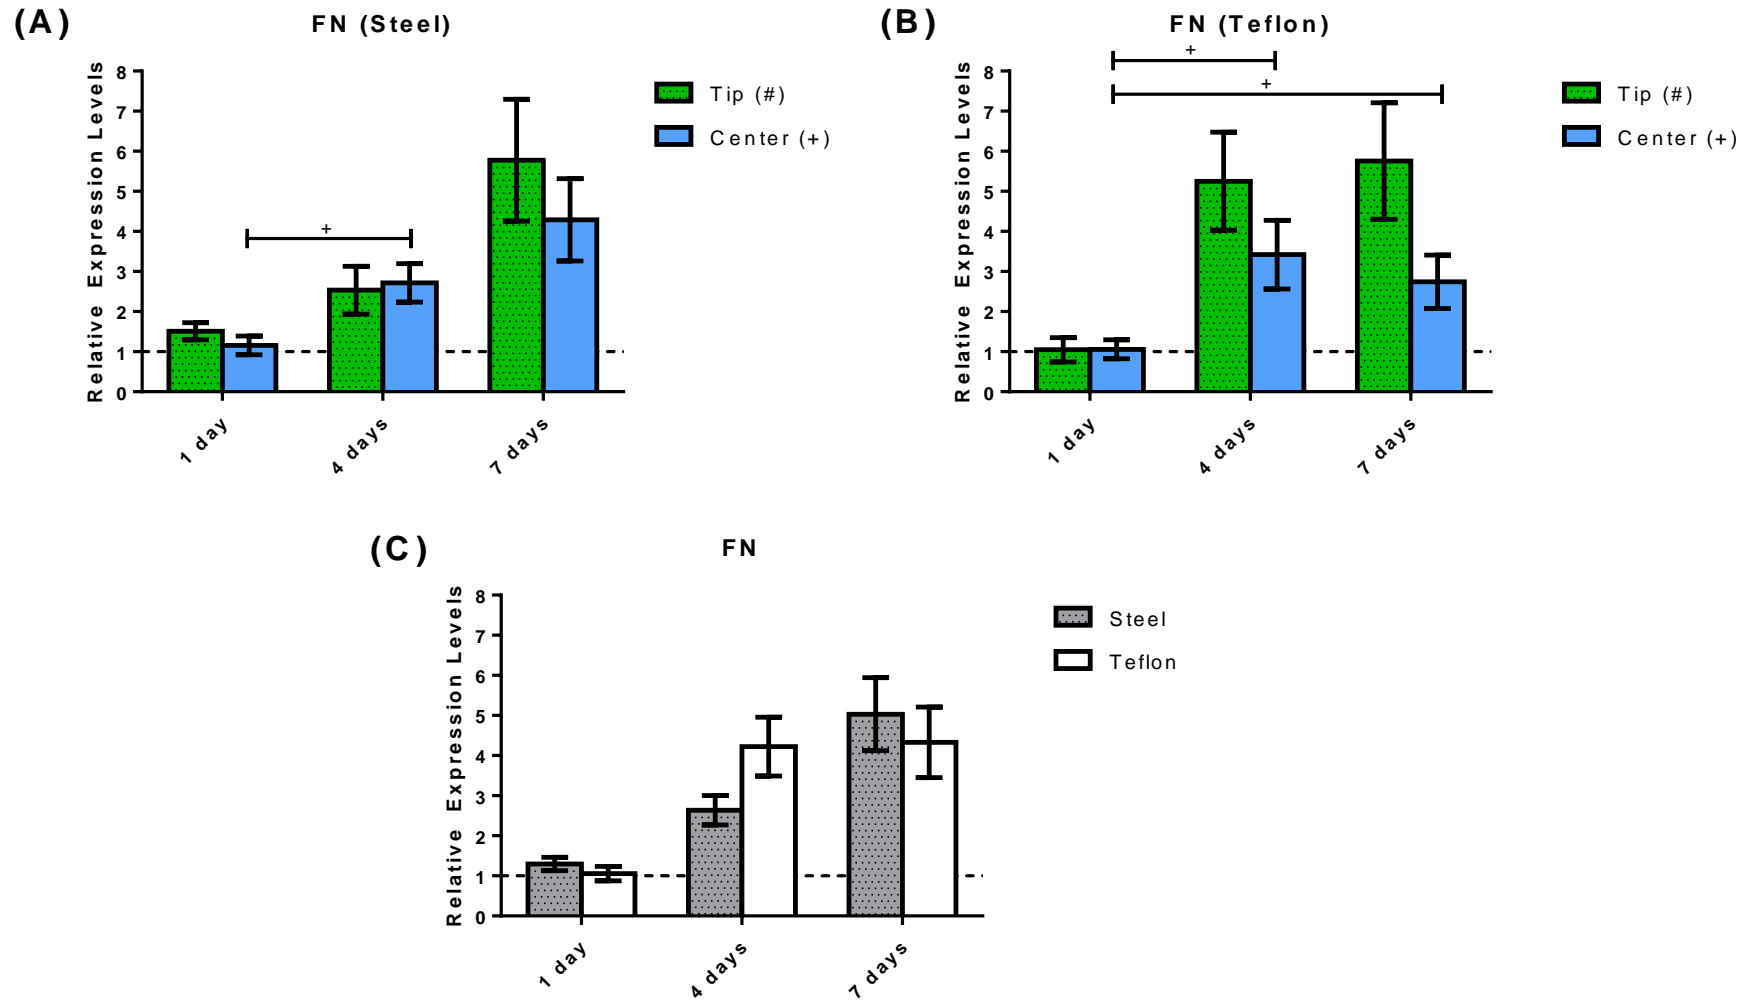 (A)
FN (Steel)
Relative Expression Levels
8
7
6
5
4
3
2
1
0
+
1 day
4 days
7 days
Tip (#)
Center (+)
(B)
FN (Teflon)
Relative Expression Levels
8
7
6
5
4
3
2
1
0
+
+
1 day
4 days
7 days
Tip (#)
Center (+)
(C)
FN
Relative Expression Levels
8
7
6
5
4
3
2
1
0
1 day
4 days
7 days
Steel
Teflon